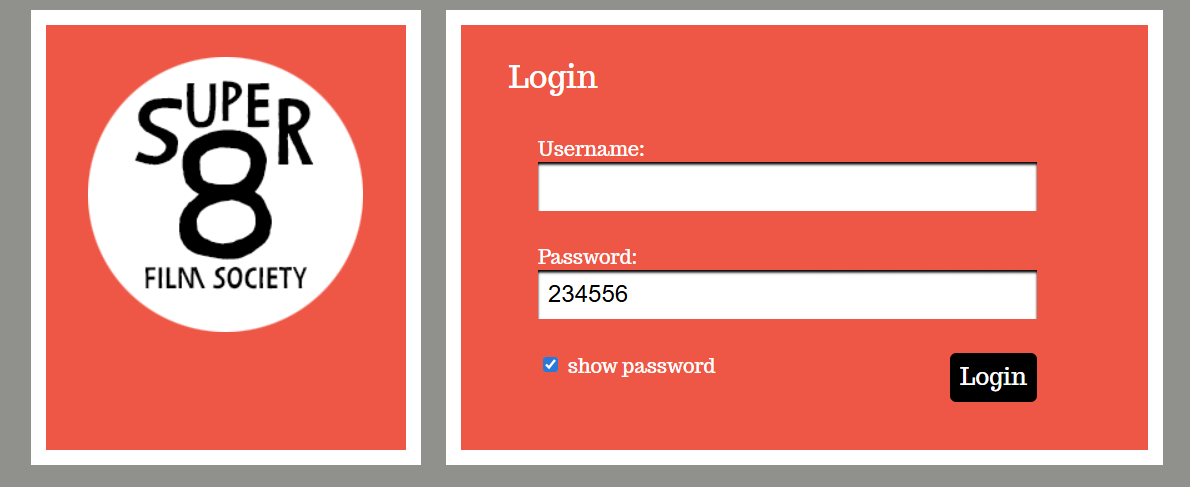 SUPER
8
FILM SOCIETY
Login
Username:
Password:
234556
show password
Login